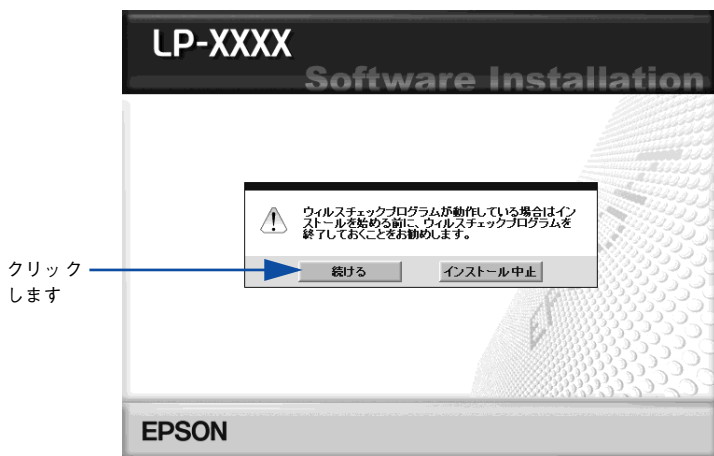 LP-XXXX
Software Installation
ウィルスチェックプログラムが動作している場合はイン
ストールを始める前に、ウィルスチェックプログラムを
終了しておくことをお勧めします。
クリック
します
続ける
インストール中止
EPSON